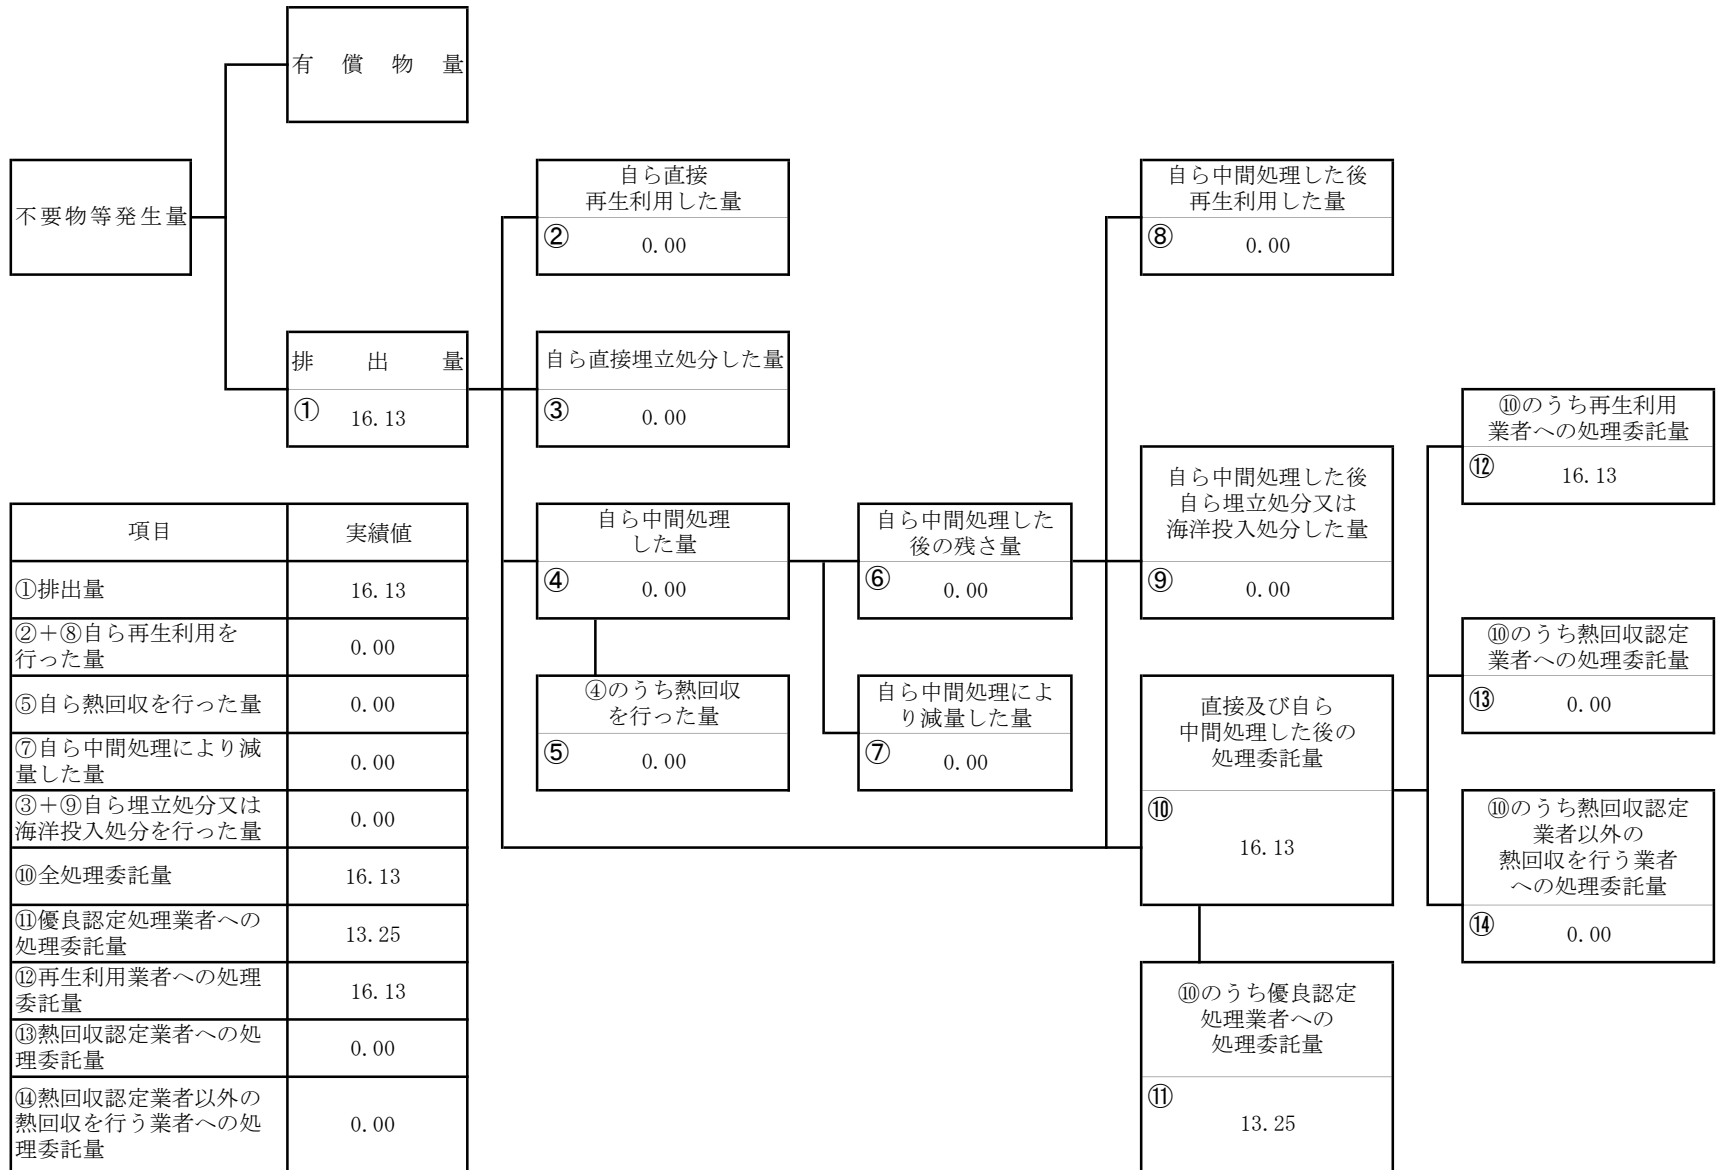 有償物量
不要物等発生量
自ら直接
再生利用した量
② 0.00
自ら中間処理した後
再生利用した量
⑧ 0.00
排出量
① 16.13
自ら直接埋立処分した量
③ 0.00
自ら中間処理
した量
④ 0.00
④のうち熱回収
を行った量
⑤ 0.00
自ら中間処理した
後の残さ量
⑥ 0.00
自ら中間処理によ
り減量した量
⑦ 0.00
自ら中間処理した後
自ら埋立処分又は
海洋投入処分した量
⑨ 0.00
直接及び自ら
中間処理した後の
処理委託量
⑩
16.13
⑩のうち優良認定
処理業者への
処理委託量
⑪
13.25
⑩のうち再生利用
業者への処理委託量
⑫ 16.13
⑩のうち熱回収認定
業者への処理委託量
⑬ 0.00
⑩のうち熱回収認定
業者以外の
熱回収を行う業者
への処理委託量
⑭ 0.00
項目 実績値
①排出量 16.13
②＋⑧自ら再生利用を
行った量 0.00
⑤自ら熱回収を行った量 0.00
⑦自ら中間処理により減
量した量 0.00
③＋⑨自ら埋立処分又は
海洋投入処分を行った量 0.00
⑩全処理委託量 16.13
⑪優良認定処理業者への
処理委託量 13.25
⑫再生利用業者への処理
委託量 16.13
⑬熱回収認定業者への処
理委託量 0.00
⑭熱回収認定業者以外の
熱回収を行う業者への処
理委託量 0.00